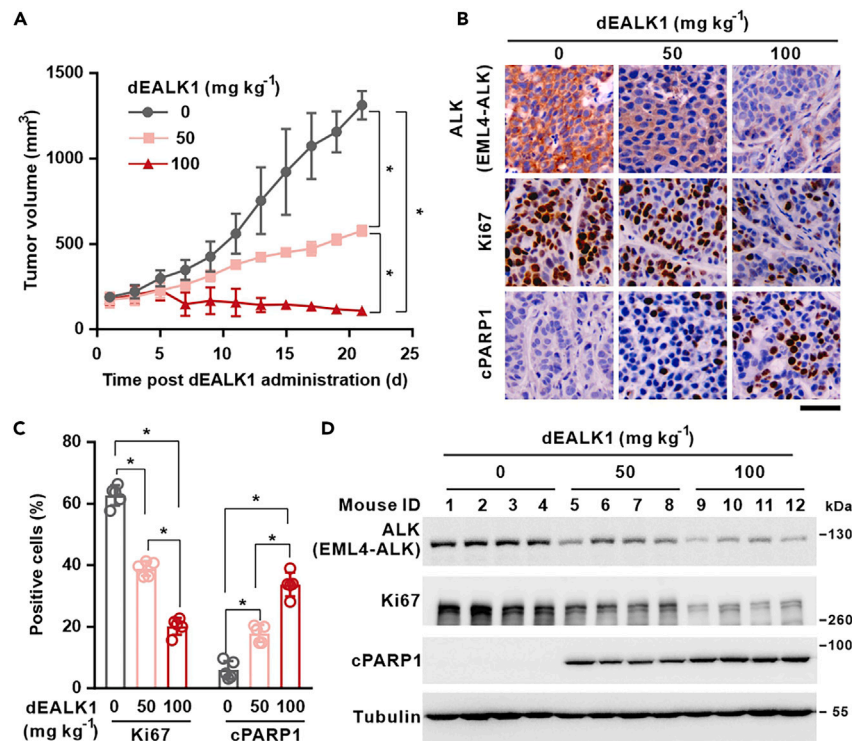 A
dEALK1 (mg kg⁻¹)
0
50
100
Tumor volume (mm³)
1500
1000
500
0
0 5 10 15 20 25
Time post dEALK1 administration (d)
*
*
*
B
dEALK1 (mg kg⁻¹)
0 50 100
ALK
(EML4-ALK)
Ki67
cPARP1
C
Positive cells (%)
80
60
40
20
0
* * * * * *
dEALK1 0 50 100 0 50 100
(mg kg⁻¹)
Ki67 cPARP1
D
dEALK1 (mg kg⁻¹)
0 50 100
Mouse ID 1 2 3 4 5 6 7 8 9 10 11 12 kDa
ALK
(EML4-ALK)
- 130
Ki67
- 260
- 100
cPARP1
Tubulin - 55